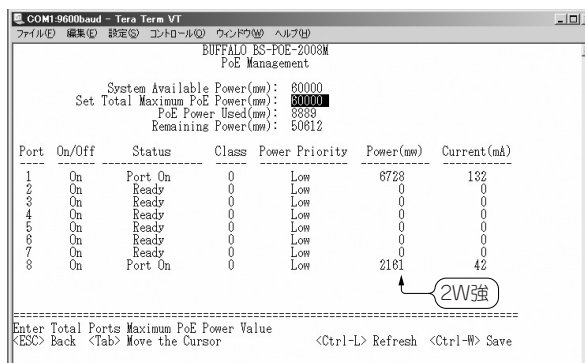 COM1:9600baud - Tera Term VT
ファイル(F) 編集(E) 設定(S) コントロール(O) ウィンドウ(W) ヘルプ(H)
BUFFALO BS-POE-2008M
PoE Management
System Available Power(mw): 60000
Set Total Maximum PoE Power(mw): 60000
PoE Power Used(mw): 8889
Remaining Power(mw): 50612
Port On/Off Status Class Power Priority Power(mw) Current(mA)
1 On Port On 0 Low 6728 132
2 On Ready 0 Low 0 0
3 On Ready 0 Low 0 0
4 On Ready 0 Low 0 0
5 On Ready 0 Low 0 0
6 On Ready 0 Low 0 0
7 On Ready 0 Low 0 0
8 On Port On 0 Low 2161 42
2W強
Enter Total Ports Maximum PoE Power Value
<ESC> Back <Tab> Move the Cursor <Ctrl-L> Refresh <Ctrl-W> Save